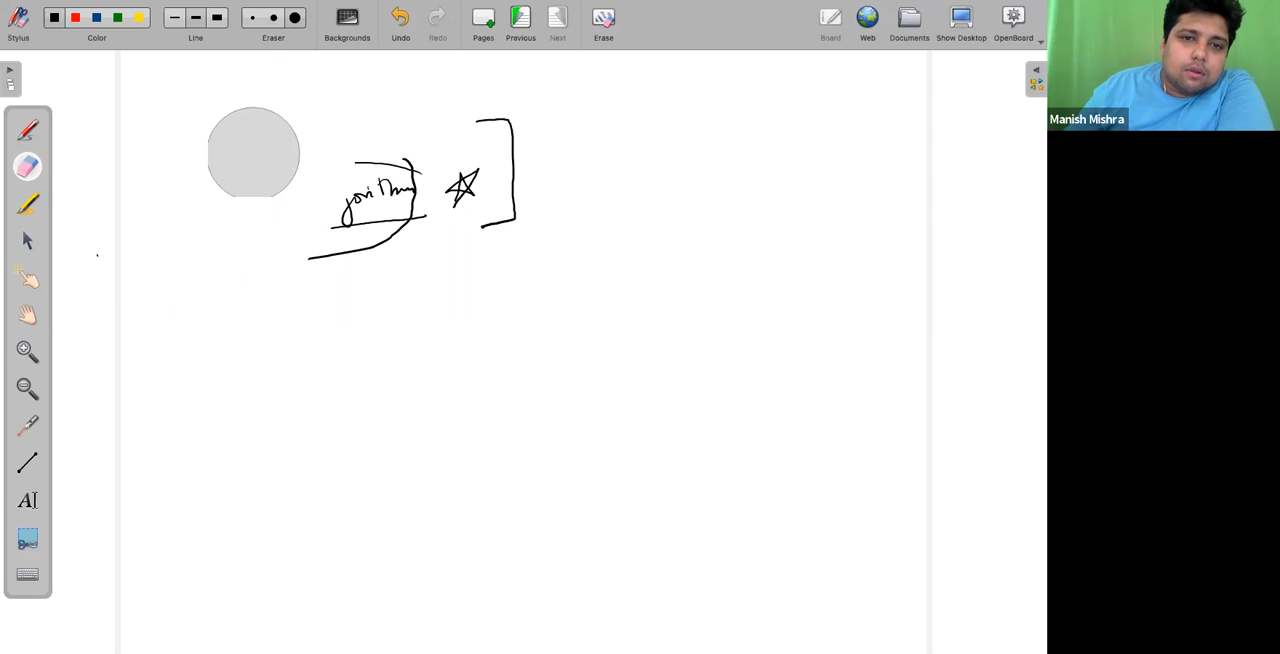 Stylus
Color
Line
Eraser
Backgrounds
Undo
Redo
Pages
Previous
Next
Erase
Board
Web
Documents
Show Desktop
OpenBoard
Manish Mishra
gorithm
A